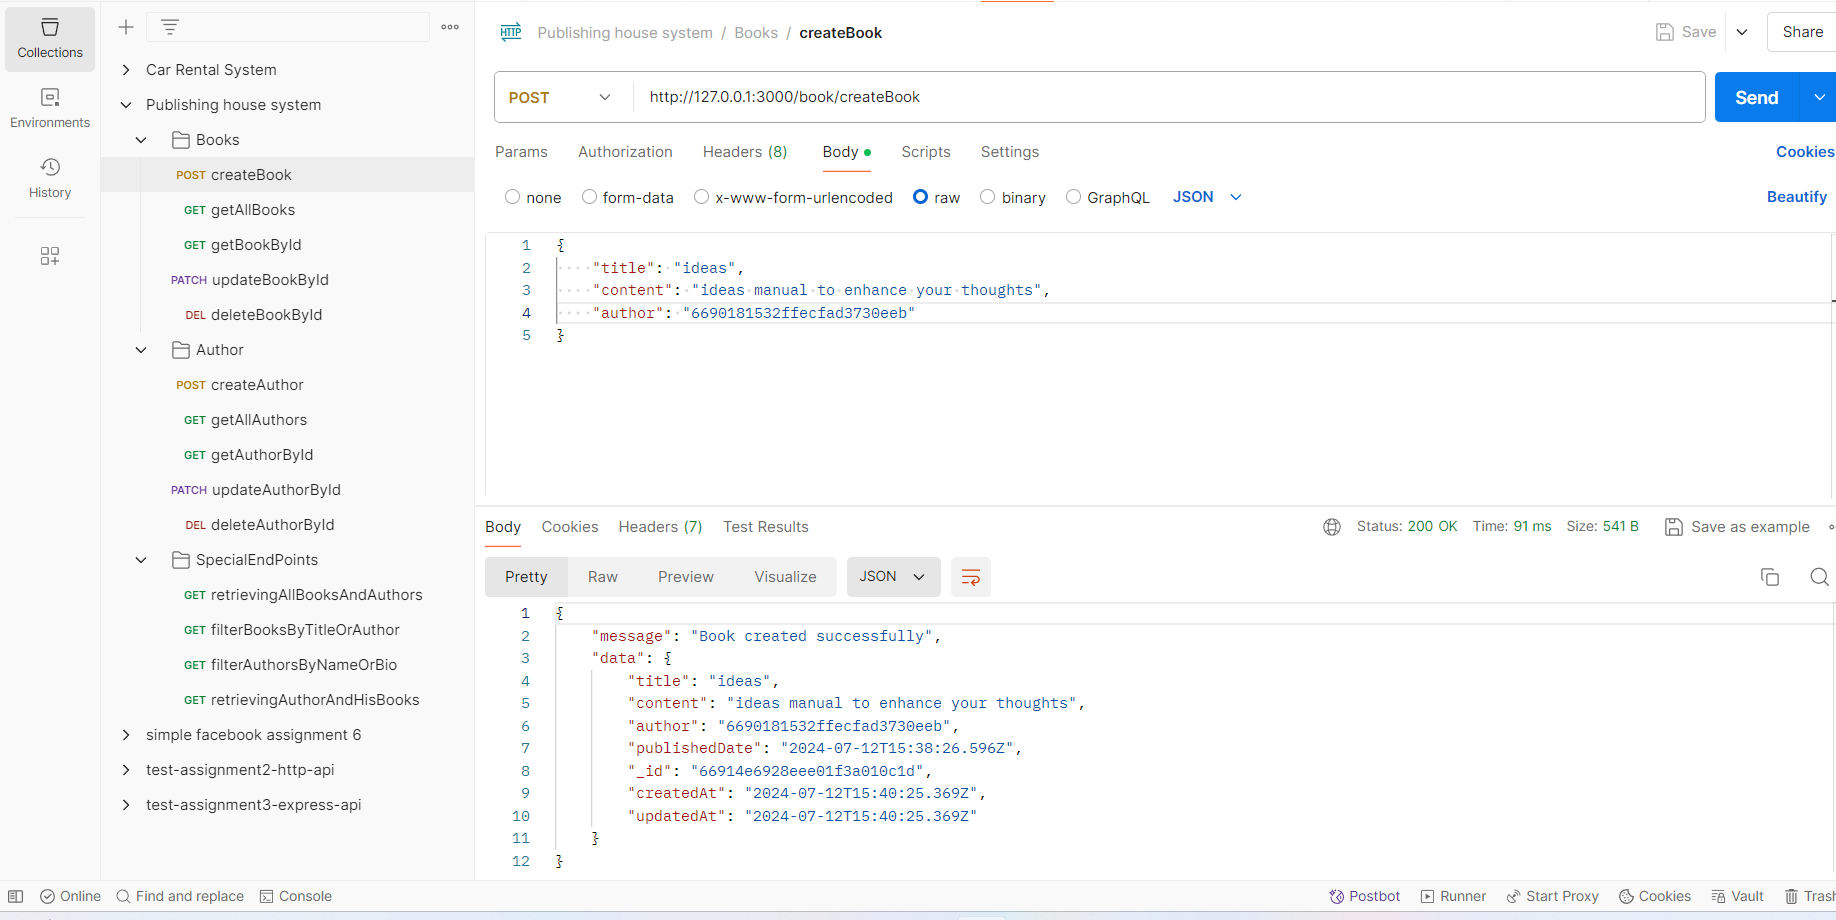 Collections
Environments
History
Car Rental System
Publishing house system
Books
POST createBook
GET getAllBooks
GET getBookById
PATCH updateBookById
DEL deleteBookById
Author
POST createAuthor
GET getAllAuthors
GET getAuthorById
PATCH updateAuthorById
DEL deleteAuthorById
SpecialEndPoints
GET retrievingAllBooksAndAuthors
GET filterBooksByTitleOrAuthor
GET filterAuthorsByNameOrBio
GET retrievingAuthorAndHisBooks
simple facebook assignment 6
test-assignment2-http-api
test-assignment3-express-api
HTTP Publishing house system / Books / createBook Save Share
POST http://127.0.0.1:3000/book/createBook Send
Params Authorization Headers (8) Body Scripts Settings Cookies
none form-data x-www-form-urlencoded raw binary GraphQL JSON Beautify
1 {
2 "title": "ideas",
3 "content": "ideas manual to enhance your thoughts",
4 "author": "6690181532ffecfad3730eeb"
5 }
Body Cookies Headers (7) Test Results Status: 200 OK Time: 91 ms Size: 541 B Save as example
Pretty Raw Preview Visualize JSON
1 {
2 "message": "Book created successfully",
3 "data": {
4 "title": "ideas",
5 "content": "ideas manual to enhance your thoughts",
6 "author": "6690181532ffecfad3730eeb",
7 "publishedDate": "2024-07-12T15:38:26.596Z",
8 "_id": "66914e6928eee01f3a010c1d",
9 "createdAt": "2024-07-12T15:40:25.369Z",
10 "updatedAt": "2024-07-12T15:40:25.369Z"
11 }
12 }
Online Find and replace Console Postbot Runner Start Proxy Cookies Vault Trash